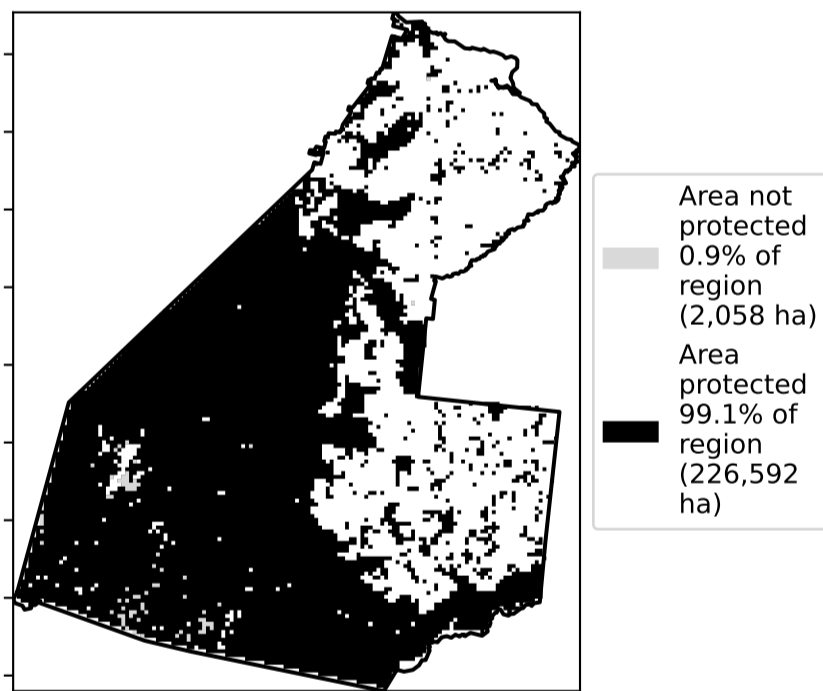 Area not
protected
0.9% of
region
(2,058 ha)
Area
protected
99.1% of
region
(226,592
ha)